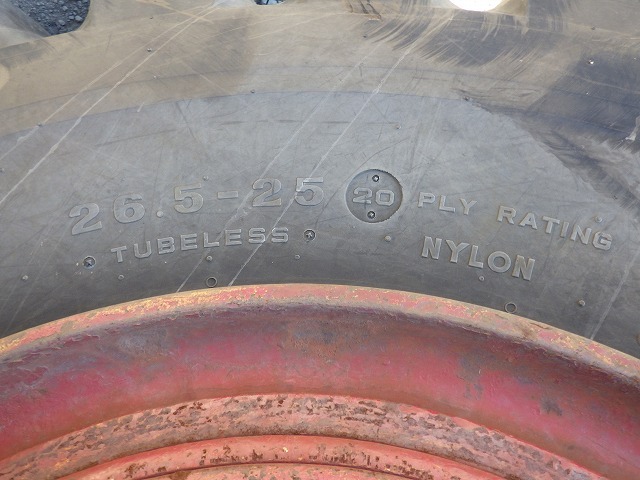 26.5-25 20 PLY RATING
TUBELESS NYLON